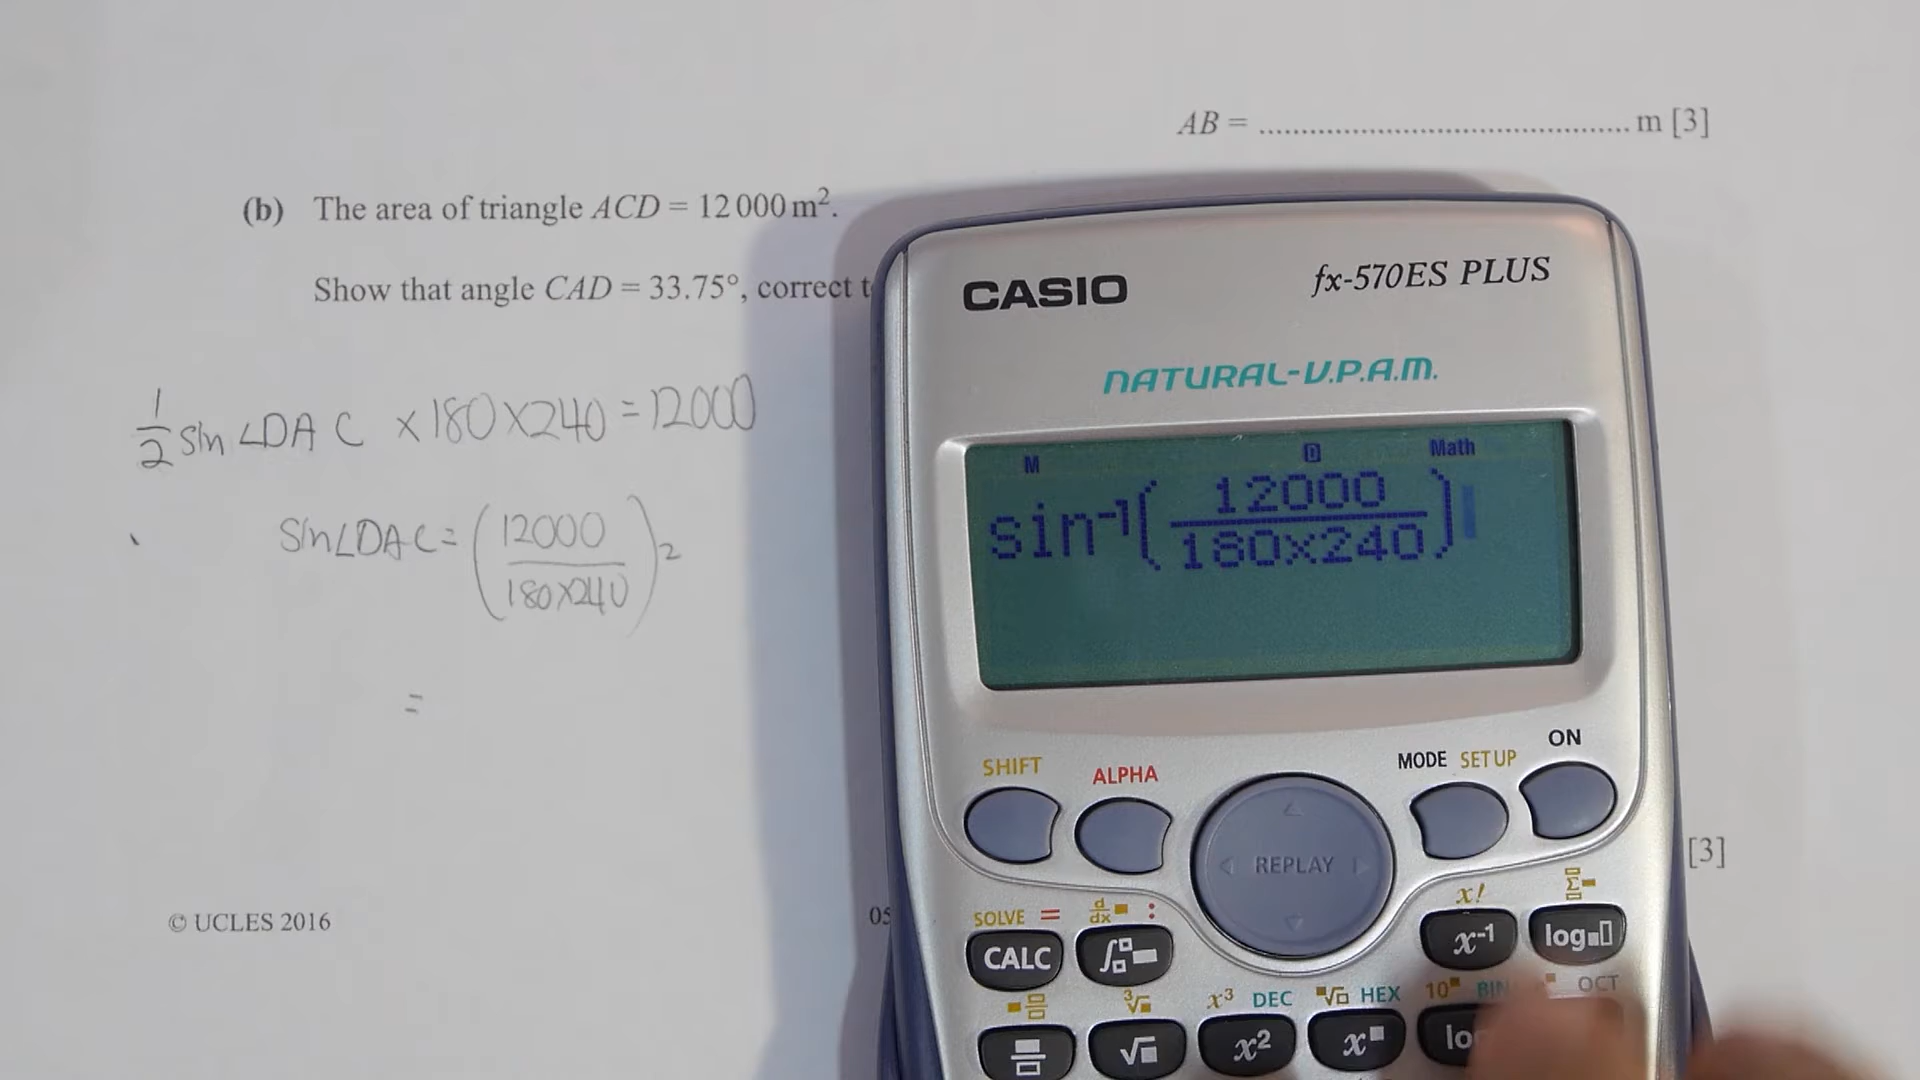 AB = ........................................ m [3]
(b) The area of triangle ACD = 12 000 m².
Show that angle CAD = 33.75°, correct t
1/2 sin ∠DAC × 180 × 240 = 12000
sin∠DAC = (12000 / 180×240) 2
=
© UCLES 2016
05
[3]
CASIO
fx-570ES PLUS
NATURAL-V.P.A.M.
M D Math
sin⁻¹(12000 / 180×240)
SHIFT ALPHA MODE SETUP ON
REPLAY
SOLVE = d/dx :
x! Σ
CALC ∫ x⁻¹ log
³√ x³ DEC √ HEX 10 BIN OCT
√ x² x log